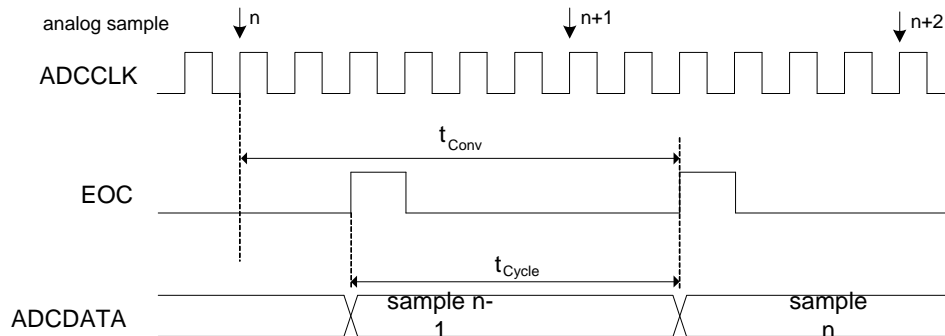 analog sample
n
n+1
n+2
ADCCLK
tConv
EOC
tCycle
ADCDATA
sample n-
1
sample
n